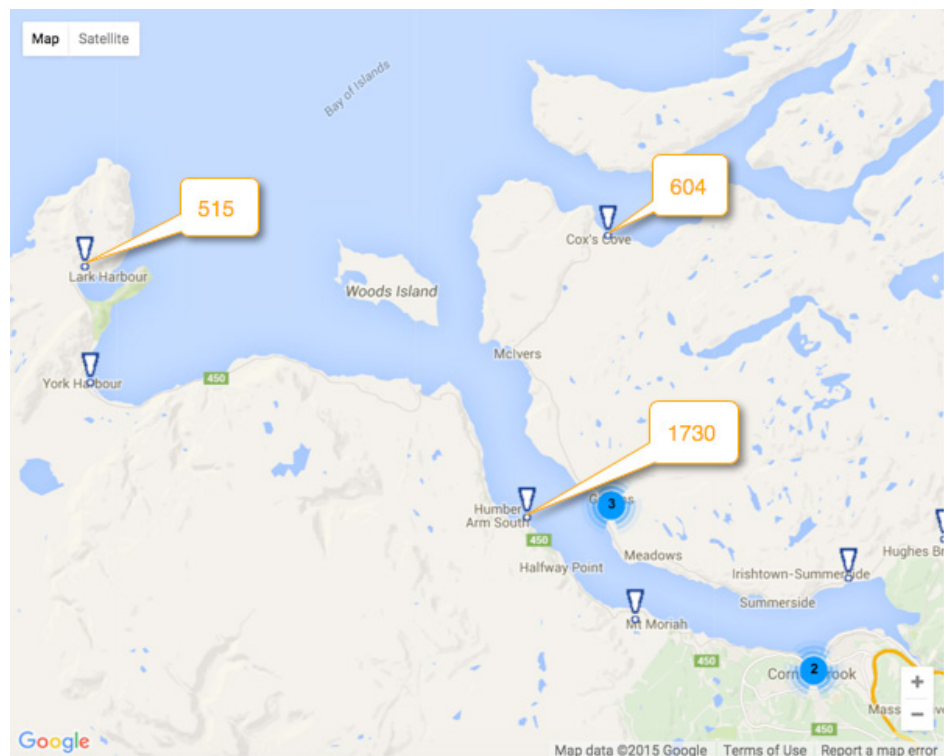 Map Satellite
Bay of Islands
604
515
Cox's Cove
Lark Harbour
Woods Island
McIvers
450
York Harbour
1730
3
Humber
Arm South
450
Meadows
Hughes
Halfway Point
Irishtown-Summerside
Summerside
Mt Moriah
450
2
+
−
450
Google
Map data ©2015 Google Terms of Use Report a map error